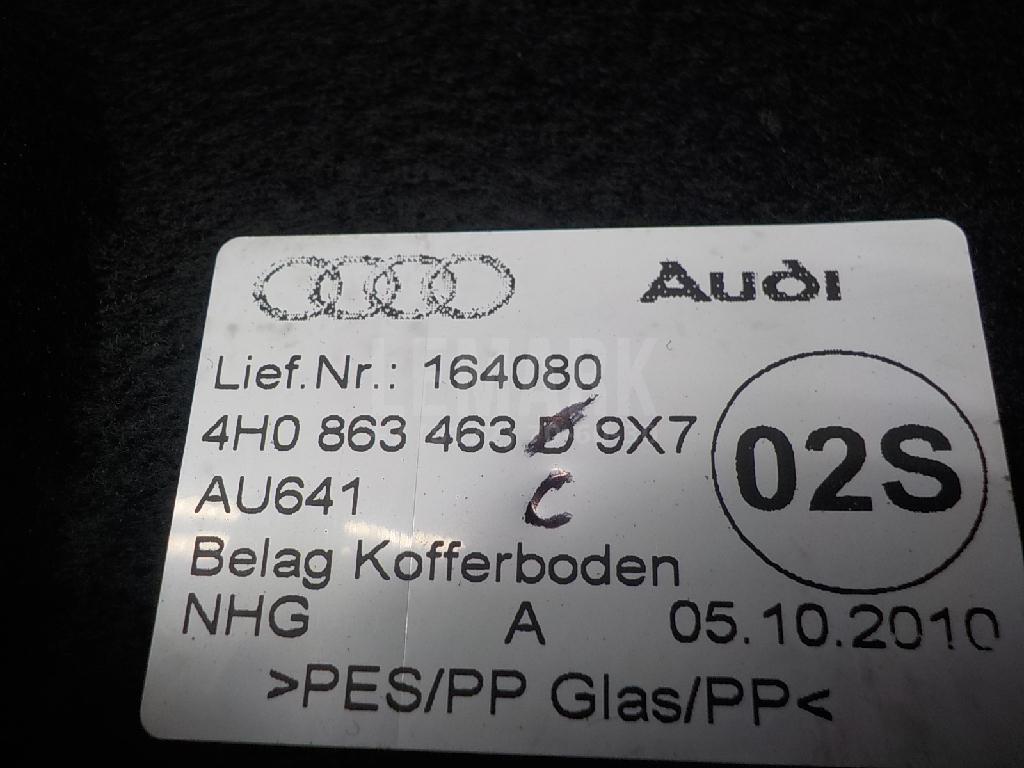 Audi
Lief.Nr.: 164080
4H0 863 463 D 9X7
02S
AU641
C
Belag Kofferboden
NHG A 05.10.2010
>PES/PP Glas/PP<
LEMARK